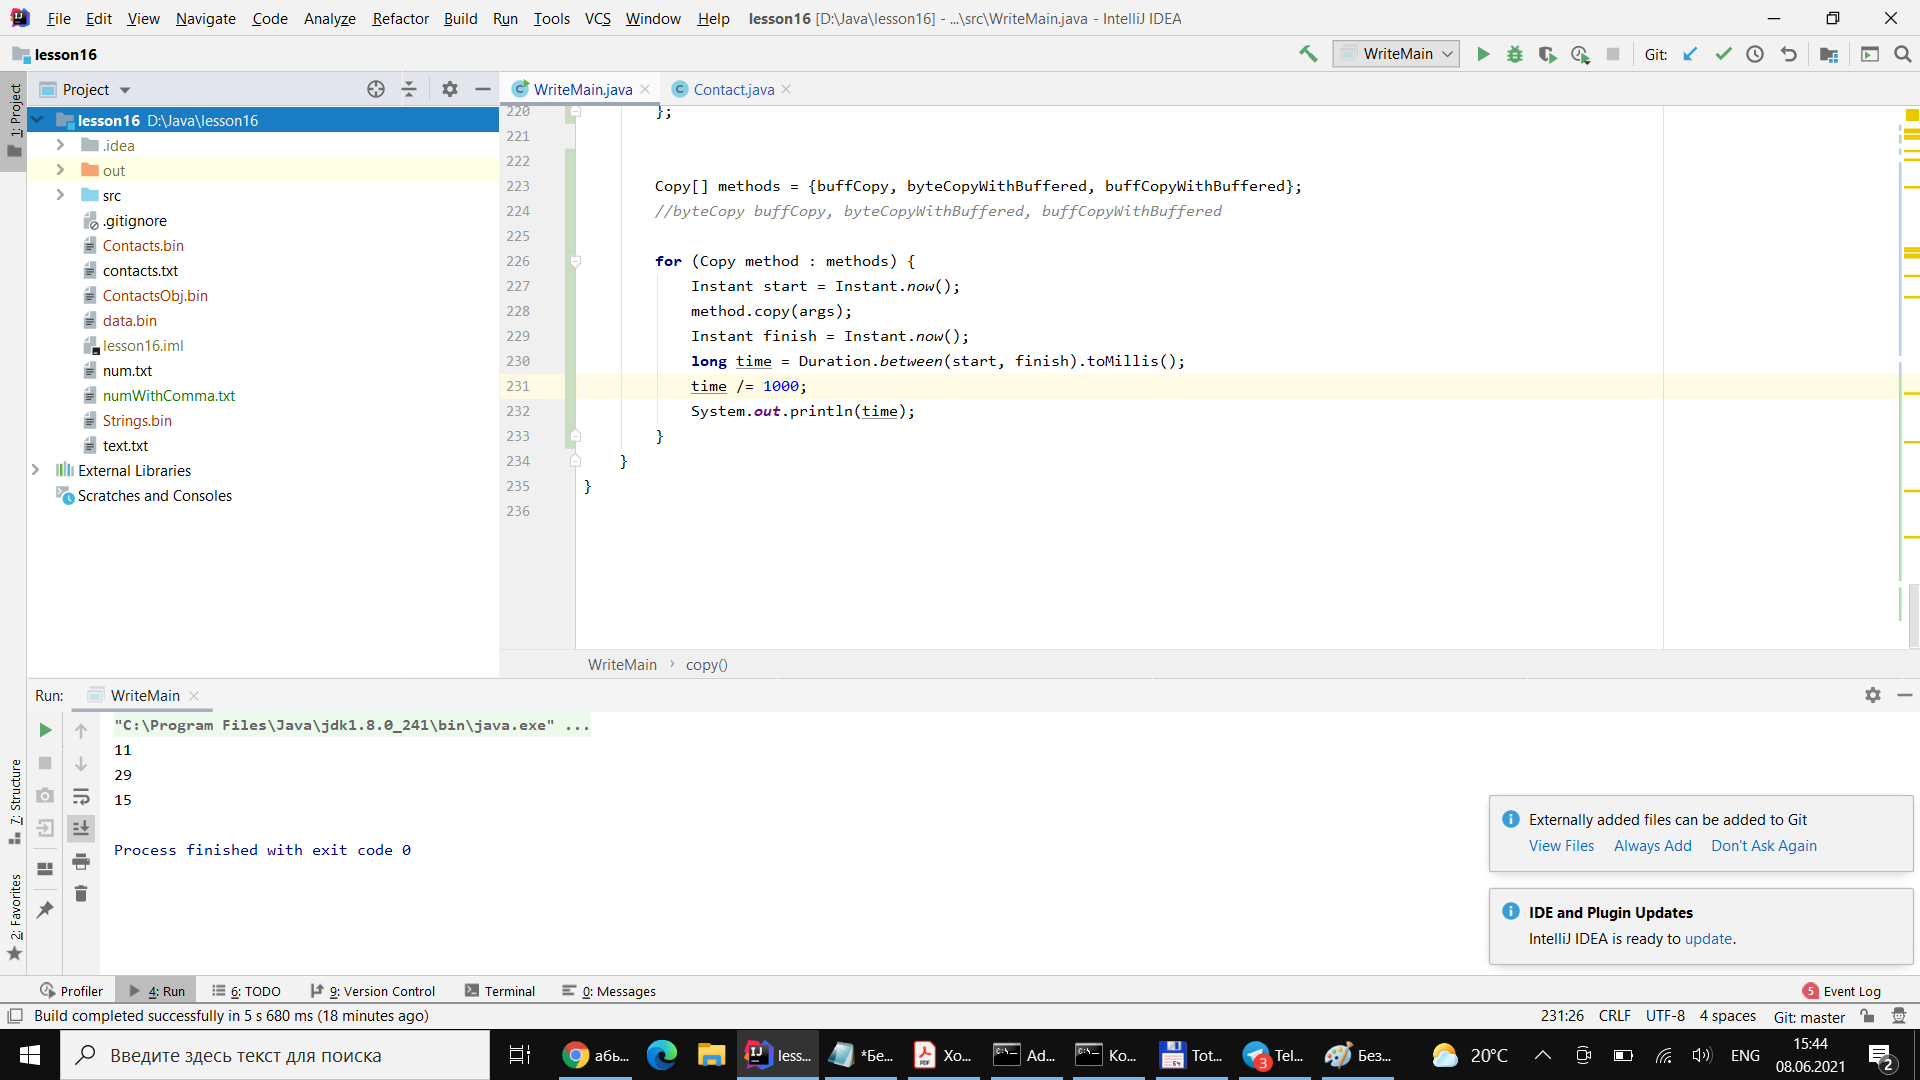 File Edit View Navigate Code Analyze Refactor Build Run Tools VCS Window Help lesson16 [D:\Java\lesson16] - ...\src\WriteMain.java - IntelliJ IDEA
lesson16
WriteMain
Git:
1: Project
Project
WriteMain.java
Contact.java
lesson16 D:\Java\lesson16
.idea
out
src
.gitignore
Contacts.bin
contacts.txt
ContactsObj.bin
data.bin
lesson16.iml
num.txt
numWithComma.txt
Strings.bin
text.txt
External Libraries
Scratches and Consoles
220 };
221
222
223 Copy[] methods = {buffCopy, byteCopyWithBuffered, buffCopyWithBuffered};
224 //byteCopy buffCopy, byteCopyWithBuffered, buffCopyWithBuffered
225
226 for (Copy method : methods) {
227 Instant start = Instant.now();
228 method.copy(args);
229 Instant finish = Instant.now();
230 long time = Duration.between(start, finish).toMillis();
231 time /= 1000;
232 System.out.println(time);
233 }
234 }
235 }
236
WriteMain › copy()
Run: WriteMain
"C:\Program Files\Java\jdk1.8.0_241\bin\java.exe" ...
11
29
15
Process finished with exit code 0
7: Structure
2: Favorites
Externally added files can be added to Git
View Files Always Add Don't Ask Again
IDE and Plugin Updates
IntelliJ IDEA is ready to update.
Profiler 4: Run 6: TODO 9: Version Control Terminal 0: Messages
5 Event Log
Build completed successfully in 5 s 680 ms (18 minutes ago)
231:26 CRLF UTF-8 4 spaces Git: master
Введите здесь текст для поиска
абь...
less...
*Бе...
Xo...
Ad...
Ko...
Tot...
3 Tel...
Без...
20°C
ENG
15:44
08.06.2021
2